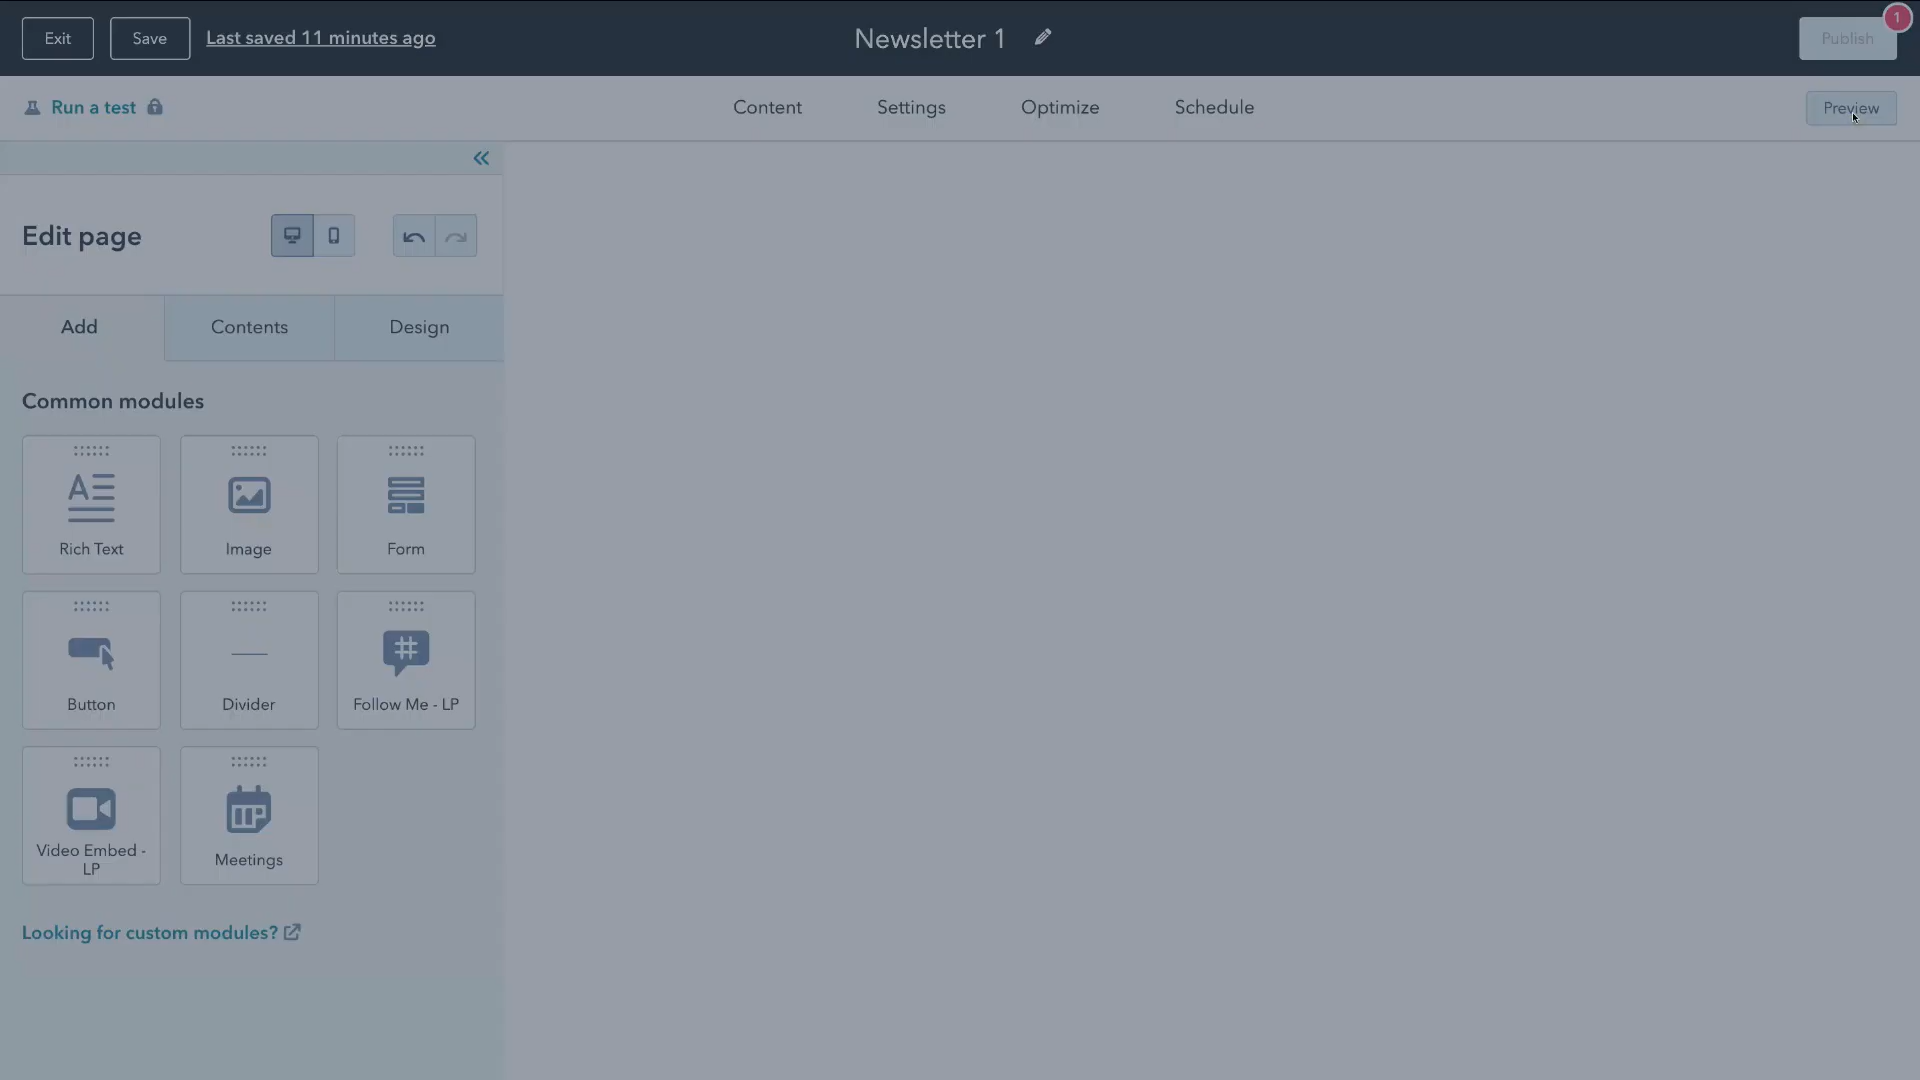 Exit
Save
Last saved 11 minutes ago
Newsletter 1
Publish
1
Run a test
Content
Settings
Optimize
Schedule
Preview
Edit page
Add
Contents
Design
Common modules
Rich Text
Image
Form
Button
Divider
Follow Me - LP
Video Embed -
LP
Meetings
Looking for custom modules?